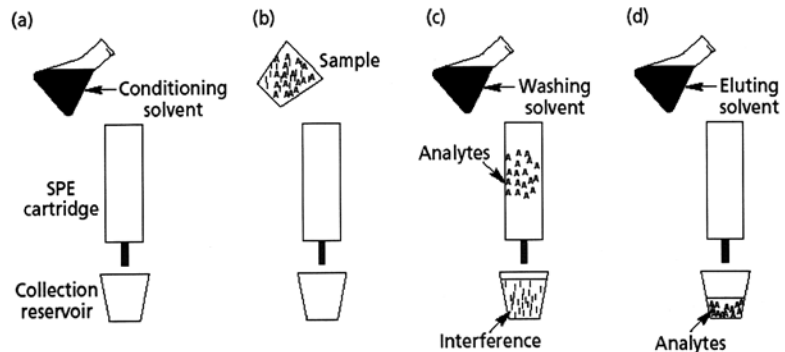 (a)
(b)
(c)
(d)
Conditioning
solvent
Sample
Washing
solvent
Eluting
solvent
SPE
cartridge
Analytes
Collection
reservoir
Interference
Analytes